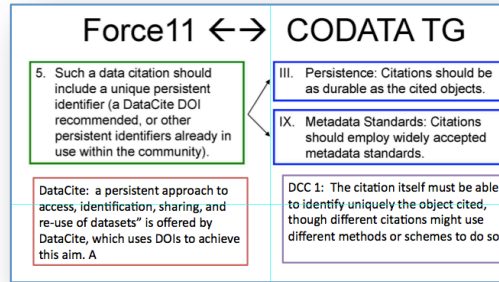 Force11 ←→ CODATA TG
5. Such a data citation should
include a unique persistent
identifier (a DataCite DOI
recommended, or other
persistent identifiers already in
use within the community).
III. Persistence: Citations should be
as durable as the cited objects.
IX. Metadata Standards: Citations
should employ widely accepted
metadata standards.
DataCite: a persistent approach to
access, identification, sharing, and
re-use of datasets” is offered by
DataCite, which uses DOIs to achieve
this aim. A
DCC 1: The citation itself must be able
to identify uniquely the object cited,
though different citations might use
different methods or schemes to do so